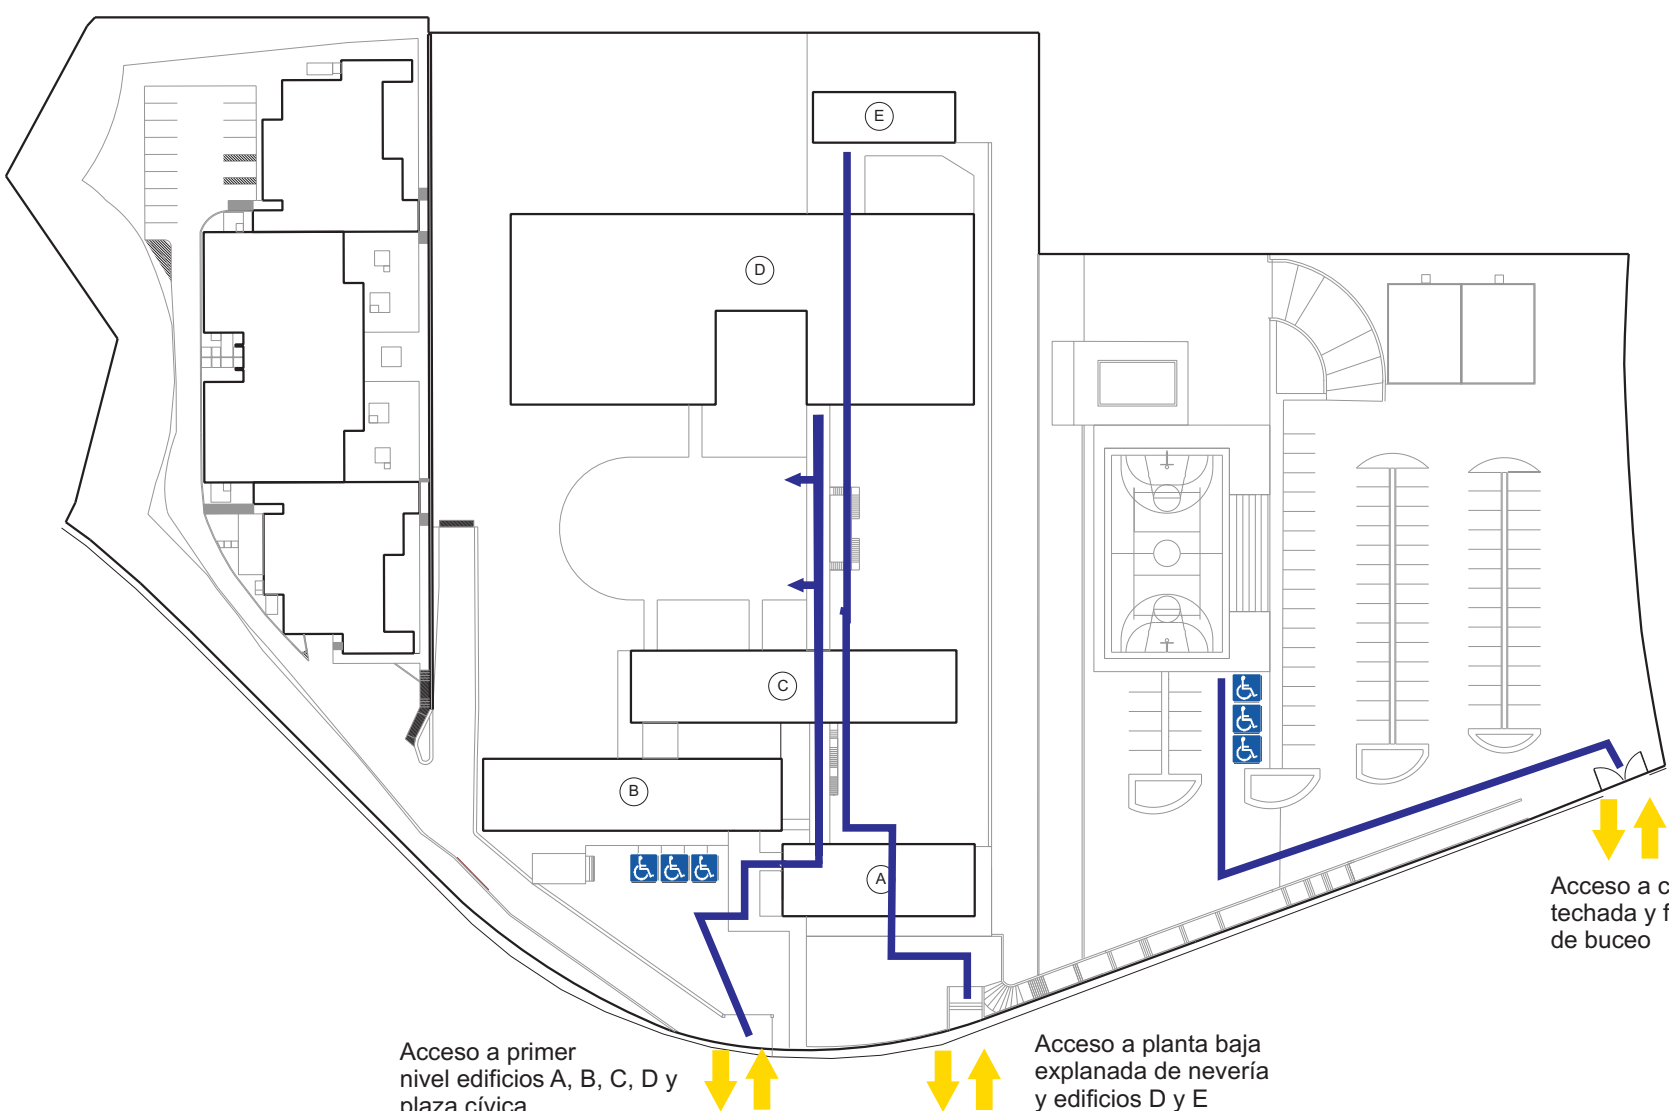 E
D
C
B
A
Acceso a c
techada y f
de buceo
Acceso a primer
nivel edificios A, B, C, D y
plaza cívica
Acceso a planta baja
explanada de nevería
y edificios D y E